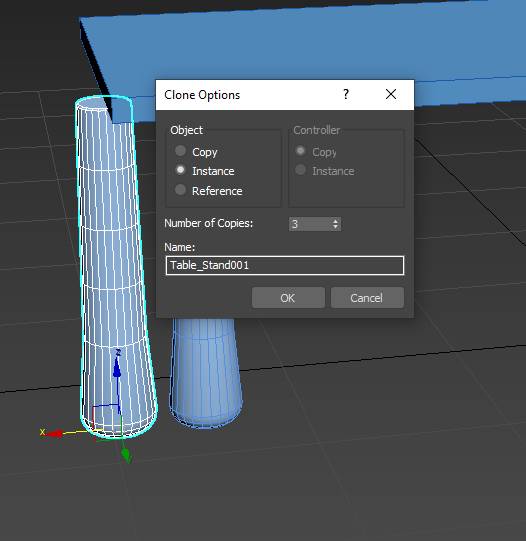 Clone Options ?
Object
Controller
Copy
Copy
Instance
Instance
Reference
Number of Copies: 3
Name:
Table_Stand001
OK Cancel
z
x